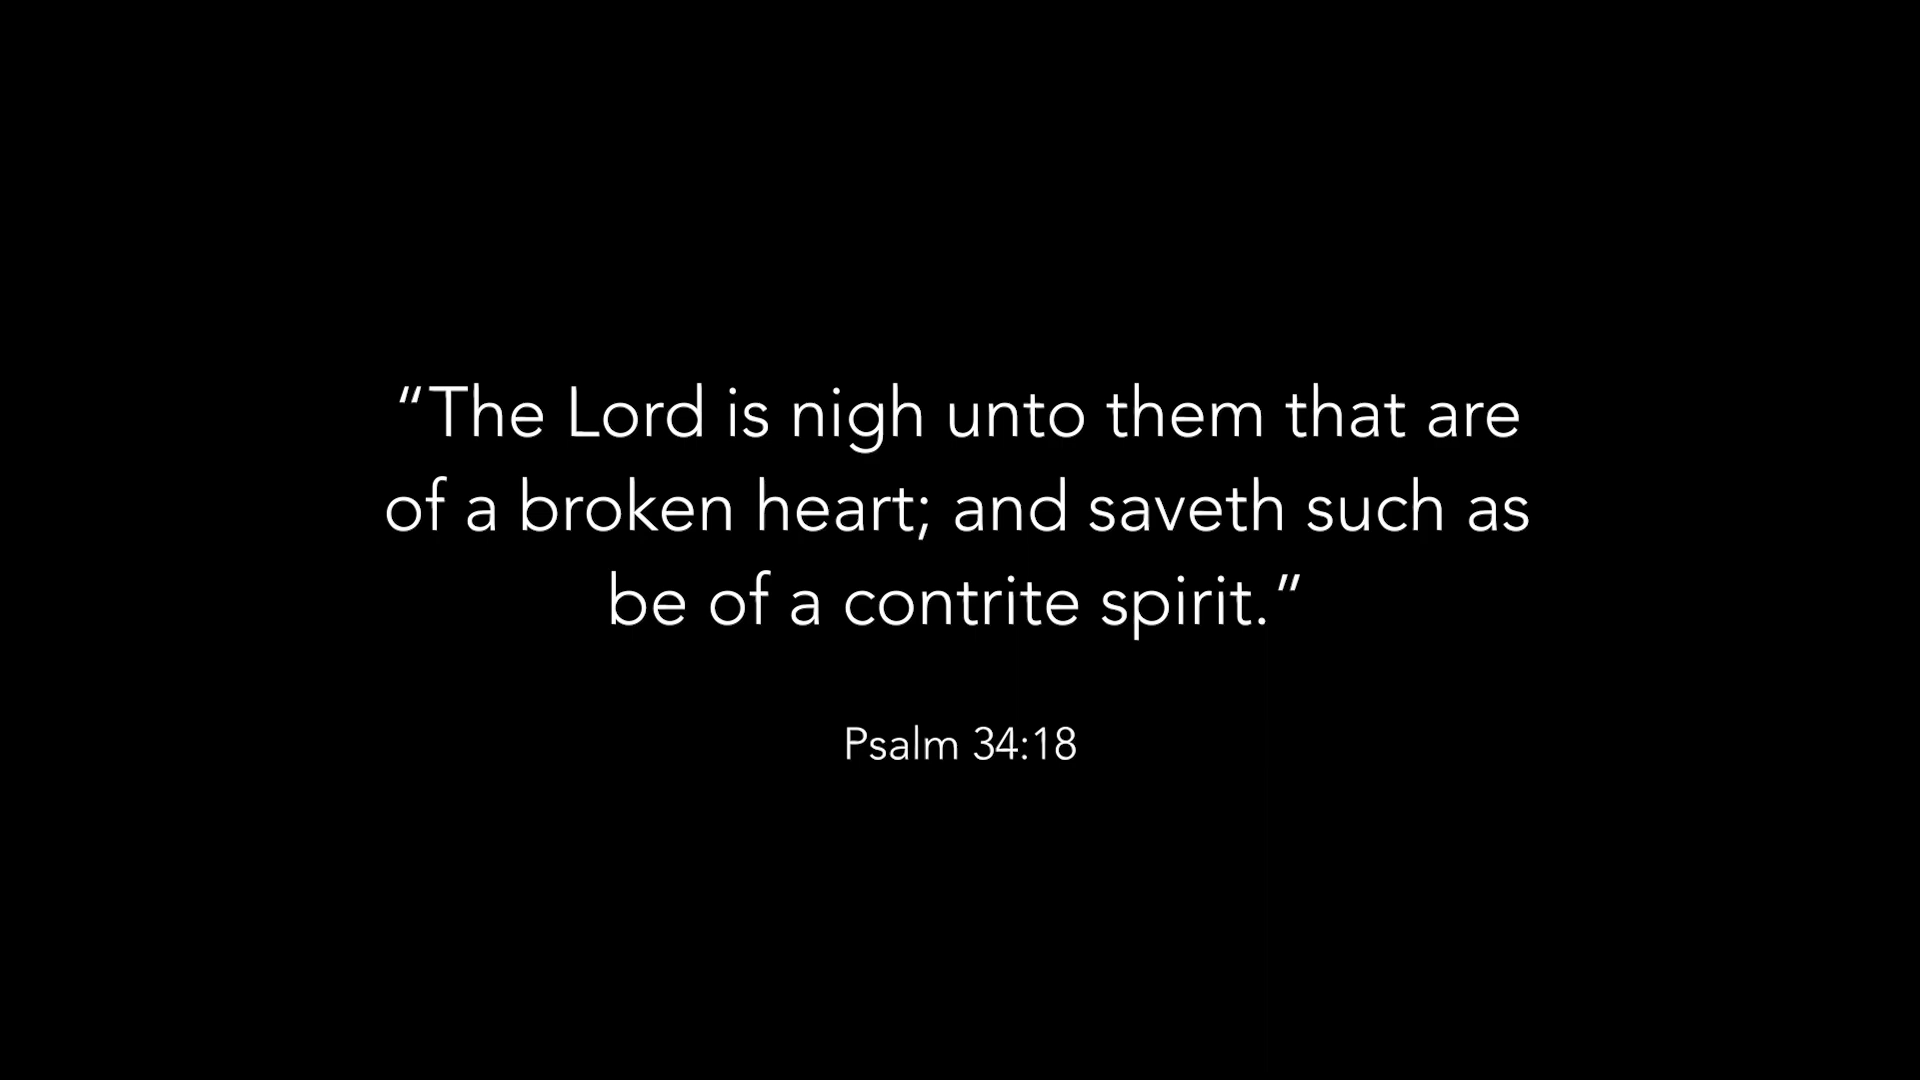 “The Lord is nigh unto them that are
of a broken heart; and saveth such as
be of a contrite spirit.”
Psalm 34:18